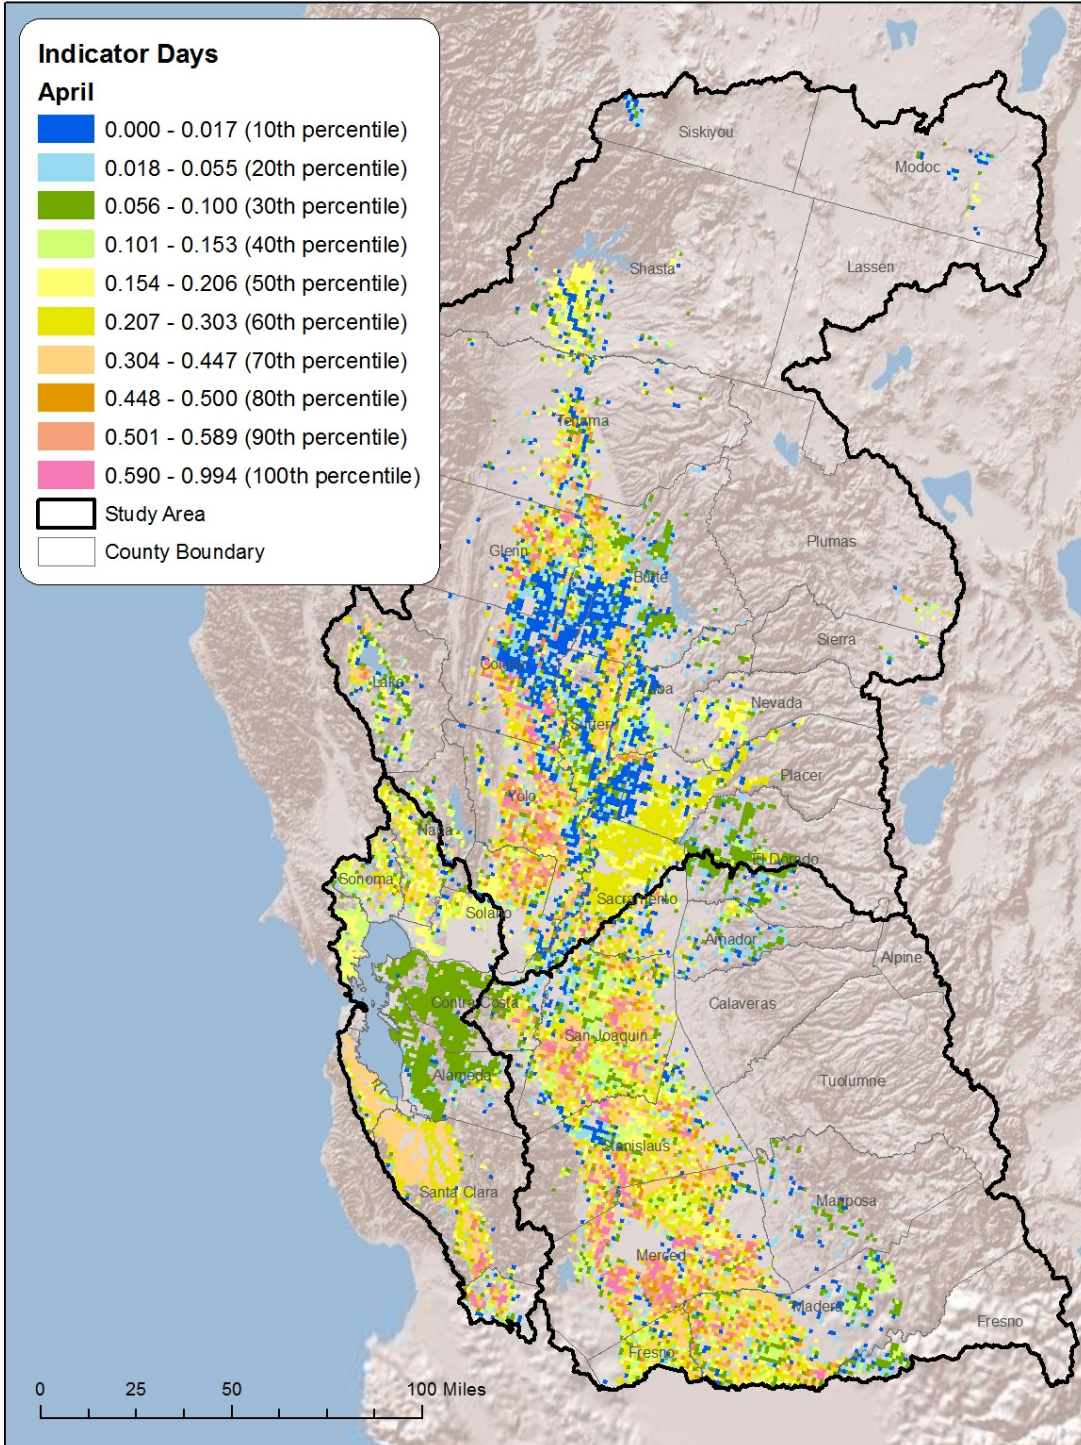 Indicator Days
April
0.000 - 0.017 (10th percentile)
0.018 - 0.055 (20th percentile)
0.056 - 0.100 (30th percentile)
0.101 - 0.153 (40th percentile)
0.154 - 0.206 (50th percentile)
0.207 - 0.303 (60th percentile)
0.304 - 0.447 (70th percentile)
0.448 - 0.500 (80th percentile)
0.501 - 0.589 (90th percentile)
0.590 - 0.994 (100th percentile)
Study Area
County Boundary
Siskiyou
Modoc
Shasta
Lassen
Tehama
Plumas
Glenn
Butte
Sierra
Colusa
Lake
Yuba
Nevada
Sutter
Placer
Yolo
Napa
El Dorado
Sonoma
Sacramento
Solano
Amador
Alpine
Contra Costa
Calaveras
San Joaquin
Alameda
Tuolumne
Stanislaus
Santa Clara
Mariposa
Merced
Madera
Fresno
Fresno
0 25 50 100 Miles